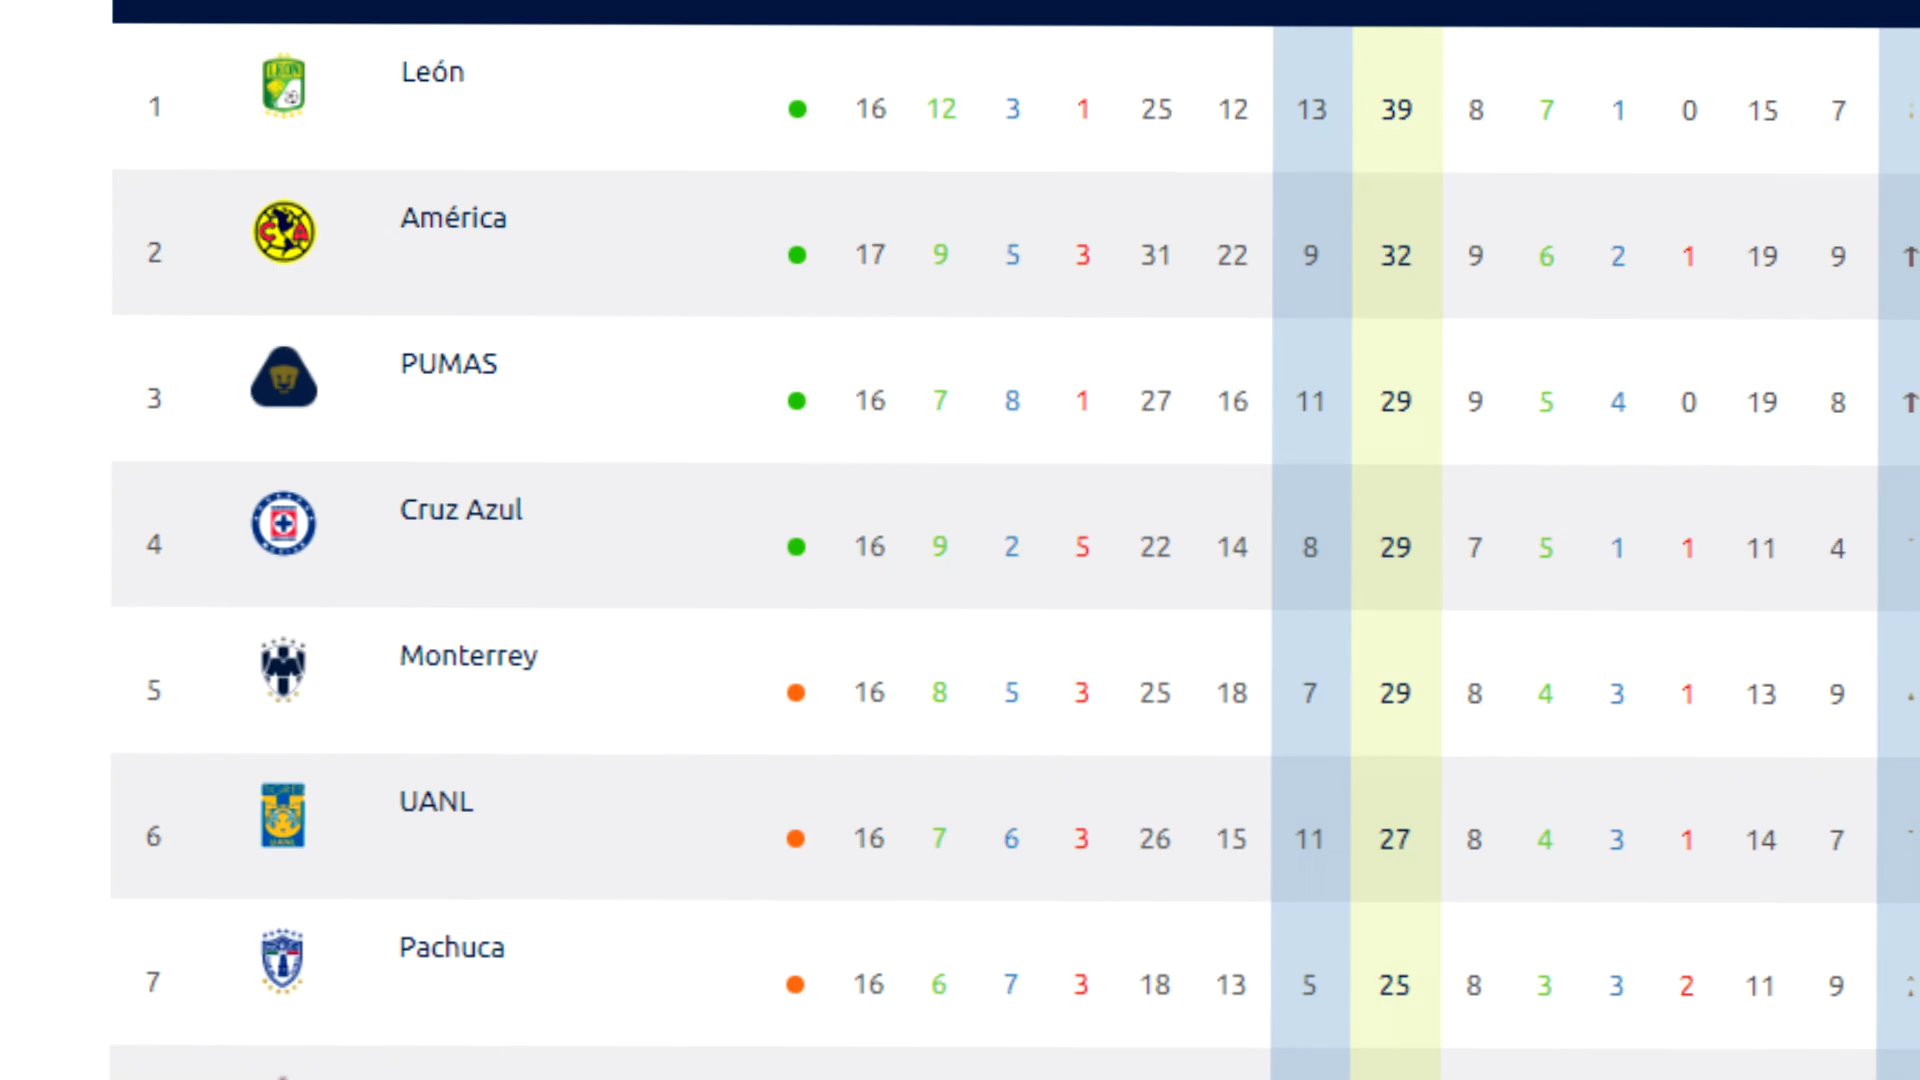 1 León 16 12 3 1 25 12 13 39 8 7 1 0 15 7
2 América 17 9 5 3 31 22 9 32 9 6 2 1 19 9 ↑
3 PUMAS 16 7 8 1 27 16 11 29 9 5 4 0 19 8 ↑
4 Cruz Azul 16 9 2 5 22 14 8 29 7 5 1 1 11 4
5 Monterrey 16 8 5 3 25 18 7 29 8 4 3 1 13 9
6 UANL 16 7 6 3 26 15 11 27 8 4 3 1 14 7
7 Pachuca 16 6 7 3 18 13 5 25 8 3 3 2 11 9